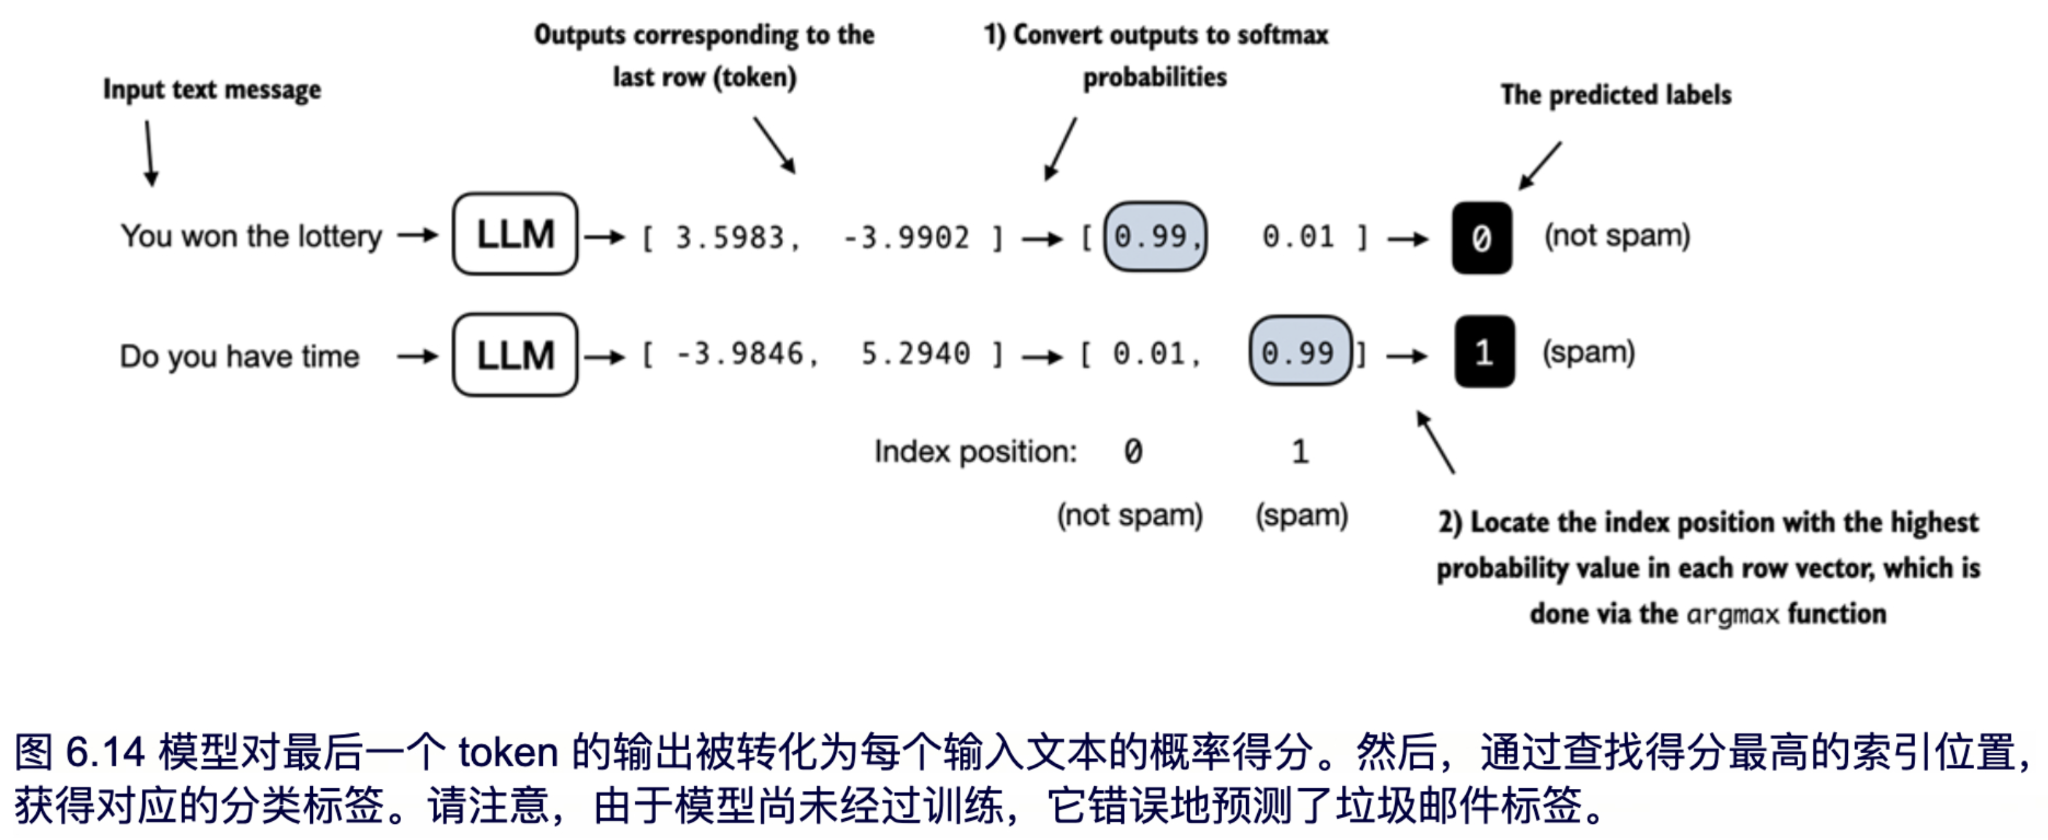 Input text message
Outputs corresponding to the
last row (token)
1) Convert outputs to softmax
probabilities
The predicted labels
You won the lottery LLM [ 3.5983, -3.9902 ] [ 0.99, 0.01 ] 0 (not spam)
Do you have time LLM [ -3.9846, 5.2940 ] [ 0.01, 0.99 ] 1 (spam)
Index position: 0 1
(not spam) (spam)
2) Locate the index position with the highest
probability value in each row vector, which is
done via the argmax function
图 6.14 模型对最后一个 token 的输出被转化为每个输入文本的概率得分。然后，通过查找得分最高的索引位置，
获得对应的分类标签。请注意，由于模型尚未经过训练，它错误地预测了垃圾邮件标签。